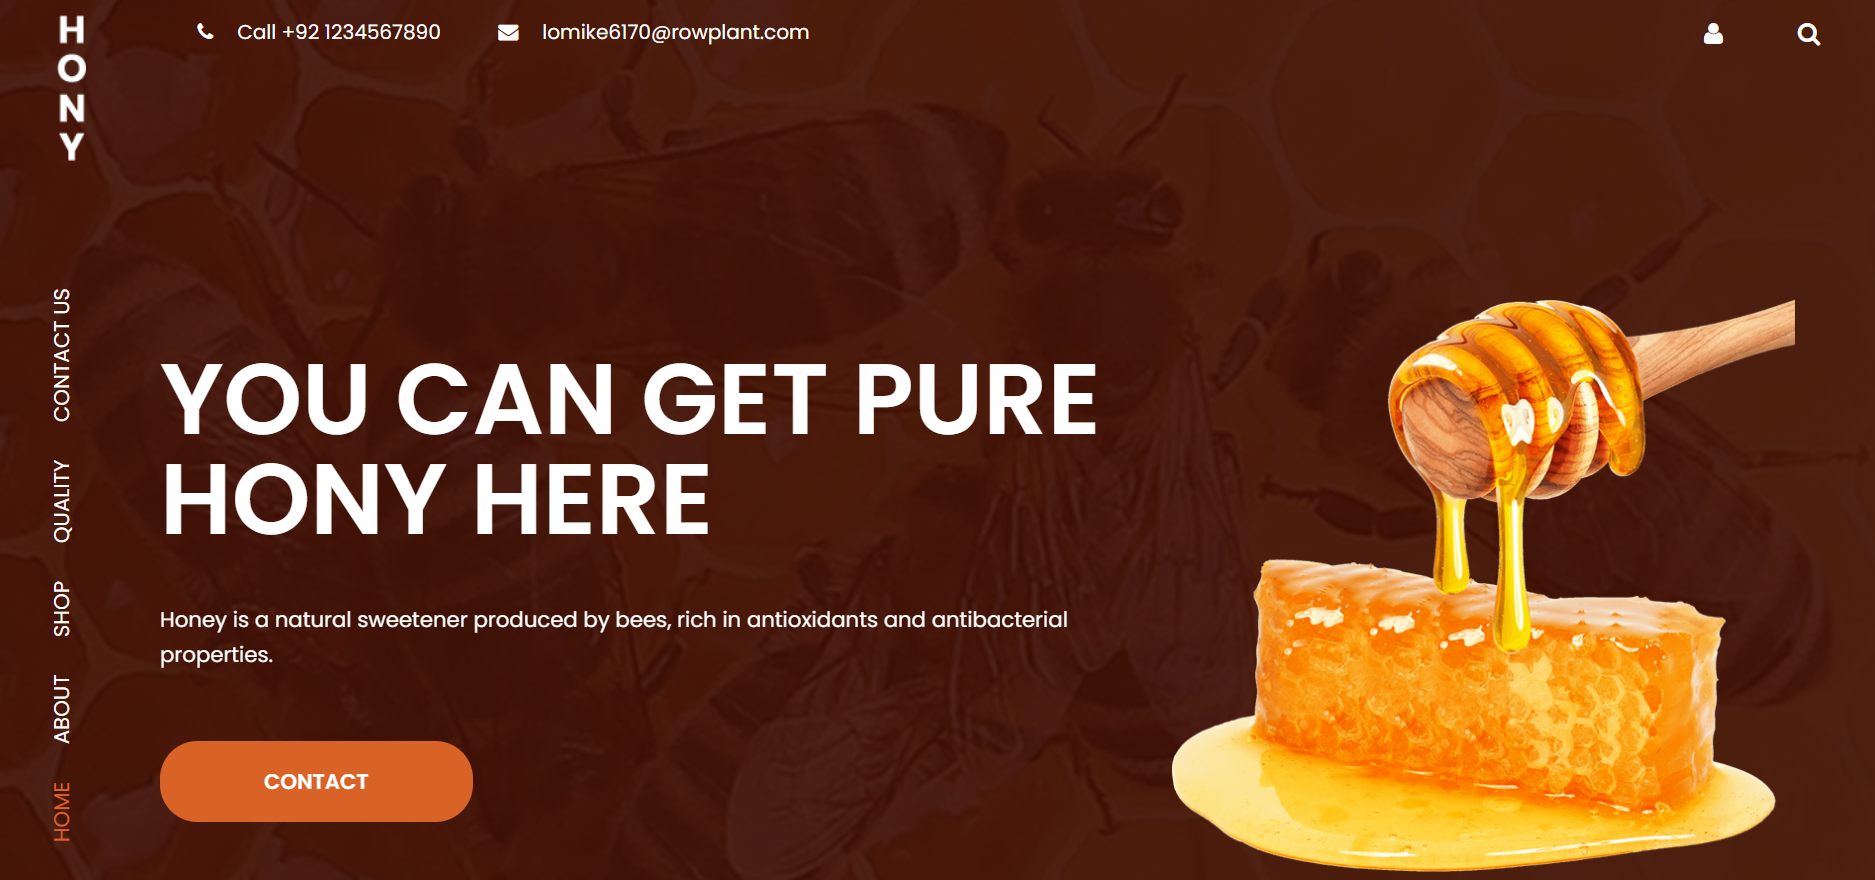 HONY
Call +92 1234567890
lomike6170@rowplant.com
CONTACT US
QUALITY
SHOP
ABOUT
HOME
YOU CAN GET PURE
HONY HERE
Honey is a natural sweetener produced by bees, rich in antioxidants and antibacterial
properties.
CONTACT